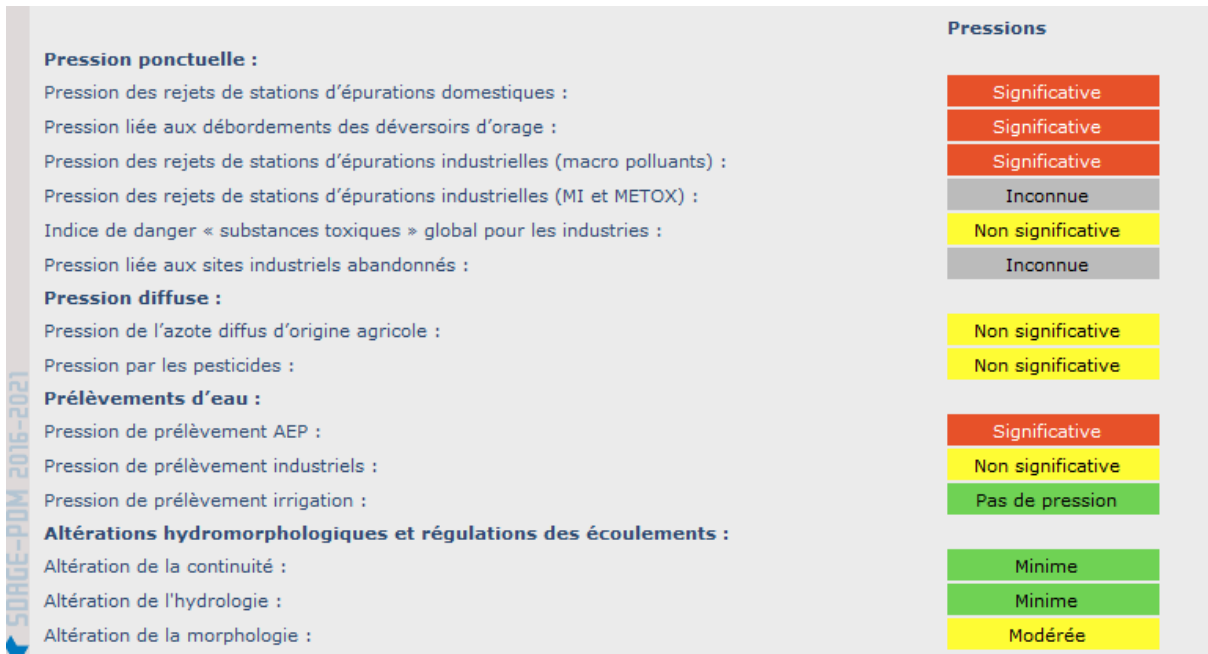 Pressions
Pression ponctuelle :
Pression des rejets de stations d'épurations domestiques : Significative
Pression liée aux débordements des déversoirs d'orage : Significative
Pression des rejets de stations d'épurations industrielles (macro polluants) : Significative
Pression des rejets de stations d'épurations industrielles (MI et METOX) : Inconnue
Indice de danger « substances toxiques » global pour les industries : Non significative
Pression liée aux sites industriels abandonnés : Inconnue
Pression diffuse :
Pression de l'azote diffus d'origine agricole : Non significative
Pression par les pesticides : Non significative
Prélèvements d'eau :
Pression de prélèvement AEP : Significative
Pression de prélèvement industriels : Non significative
Pression de prélèvement irrigation : Pas de pression
Altérations hydromorphologiques et régulations des écoulements :
Altération de la continuité : Minime
Altération de l'hydrologie : Minime
Altération de la morphologie : Modérée
SDAGE-PDM 2016-2021